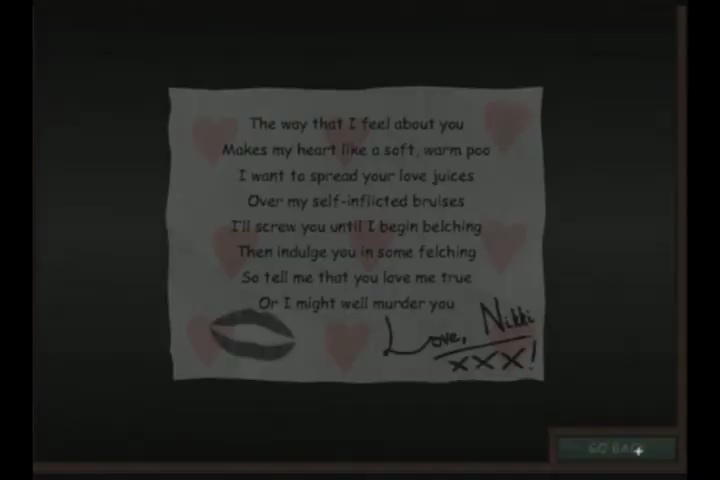 The way that I feel about you
Makes my heart like a soft, warm poo
I want to spread your love juices
Over my self-inflicted bruises
I'll screw you until I begin belching
Then indulge you in some felching
So tell me that you love me true
Or I might well murder you
Love, Nikki
XXX!
GO BACK